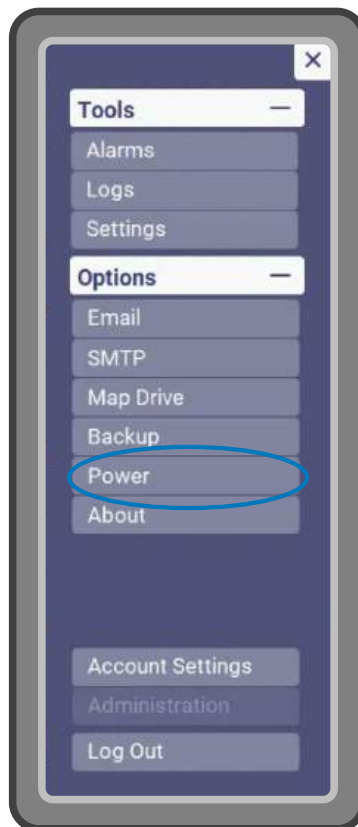 Tools
Alarms
Logs
Settings
Options
Email
SMTP
Map Drive
Backup
Power
About
Account Settings
Administration
Log Out